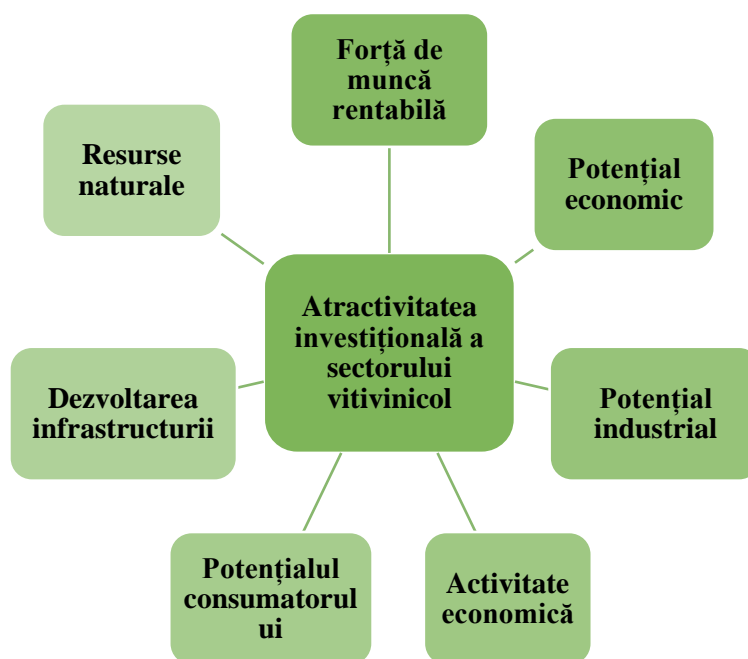 Forță de
muncă
rentabilă
Resurse
naturale
Potențial
economic
Atractivitatea
investițională a
sectorului
vitivinicol
Dezvoltarea
infrastructurii
Potențial
industrial
Potențialul
consumatorul
ui
Activitate
economică